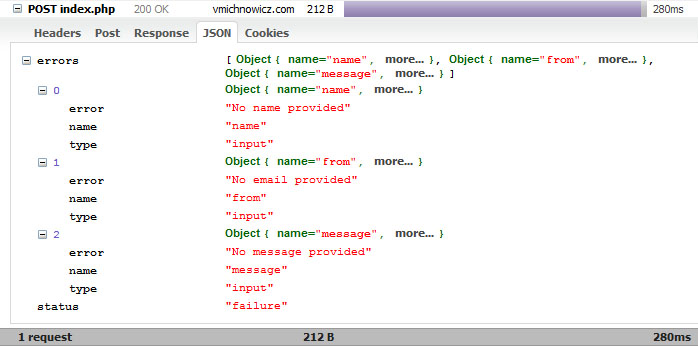 POST index.php 200 OK vmichnowicz.com 212 B 280ms
Headers Post Response JSON Cookies
errors [ Object { name="name", more... }, Object { name="from", more... },
Object { name="message", more... } ]
0 Object { name="name", more... }
error "No name provided"
name "name"
type "input"
1 Object { name="from", more... }
error "No email provided"
name "from"
type "input"
2 Object { name="message", more... }
error "No message provided"
name "message"
type "input"
status "failure"
1 request 212 B 280ms